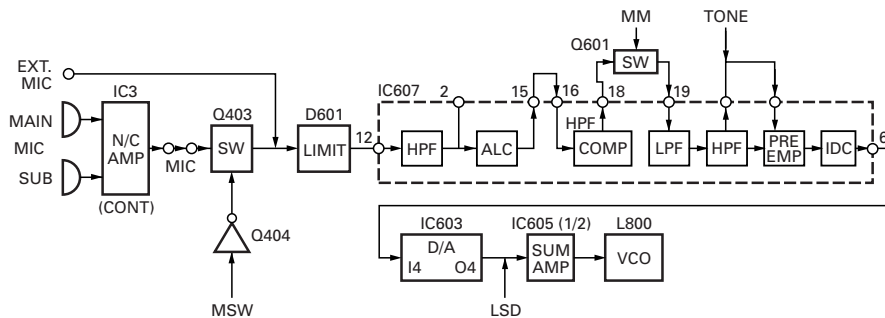 MM
TONE
EXT.
MIC
IC3
Q403
D601
IC607
2
15
16
Q601
SW
18
19
MAIN
MIC
SUB
N/C
AMP
(CONT)
MIC
SW
LIMIT
12
HPF
ALC
HPF
COMP
LPF
HPF
PRE
EMP
IDC
6
Q404
MSW
IC603
D/A
I4
O4
LSD
IC605 (1/2)
SUM
AMP
L800
VCO